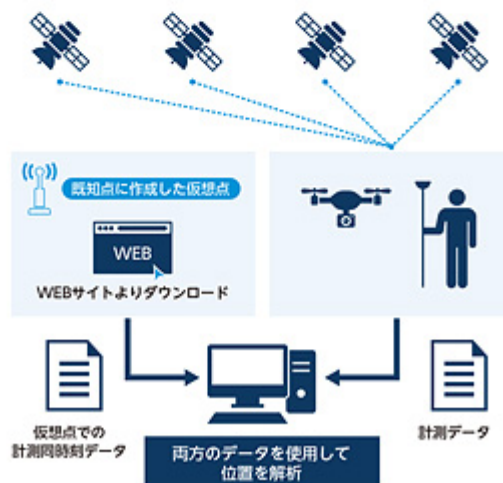 既知点に作成した仮想点
WEB
WEBサイトよりダウンロード
仮想点での
計測同時刻データ
計測データ
両方のデータを使用して
位置を解析